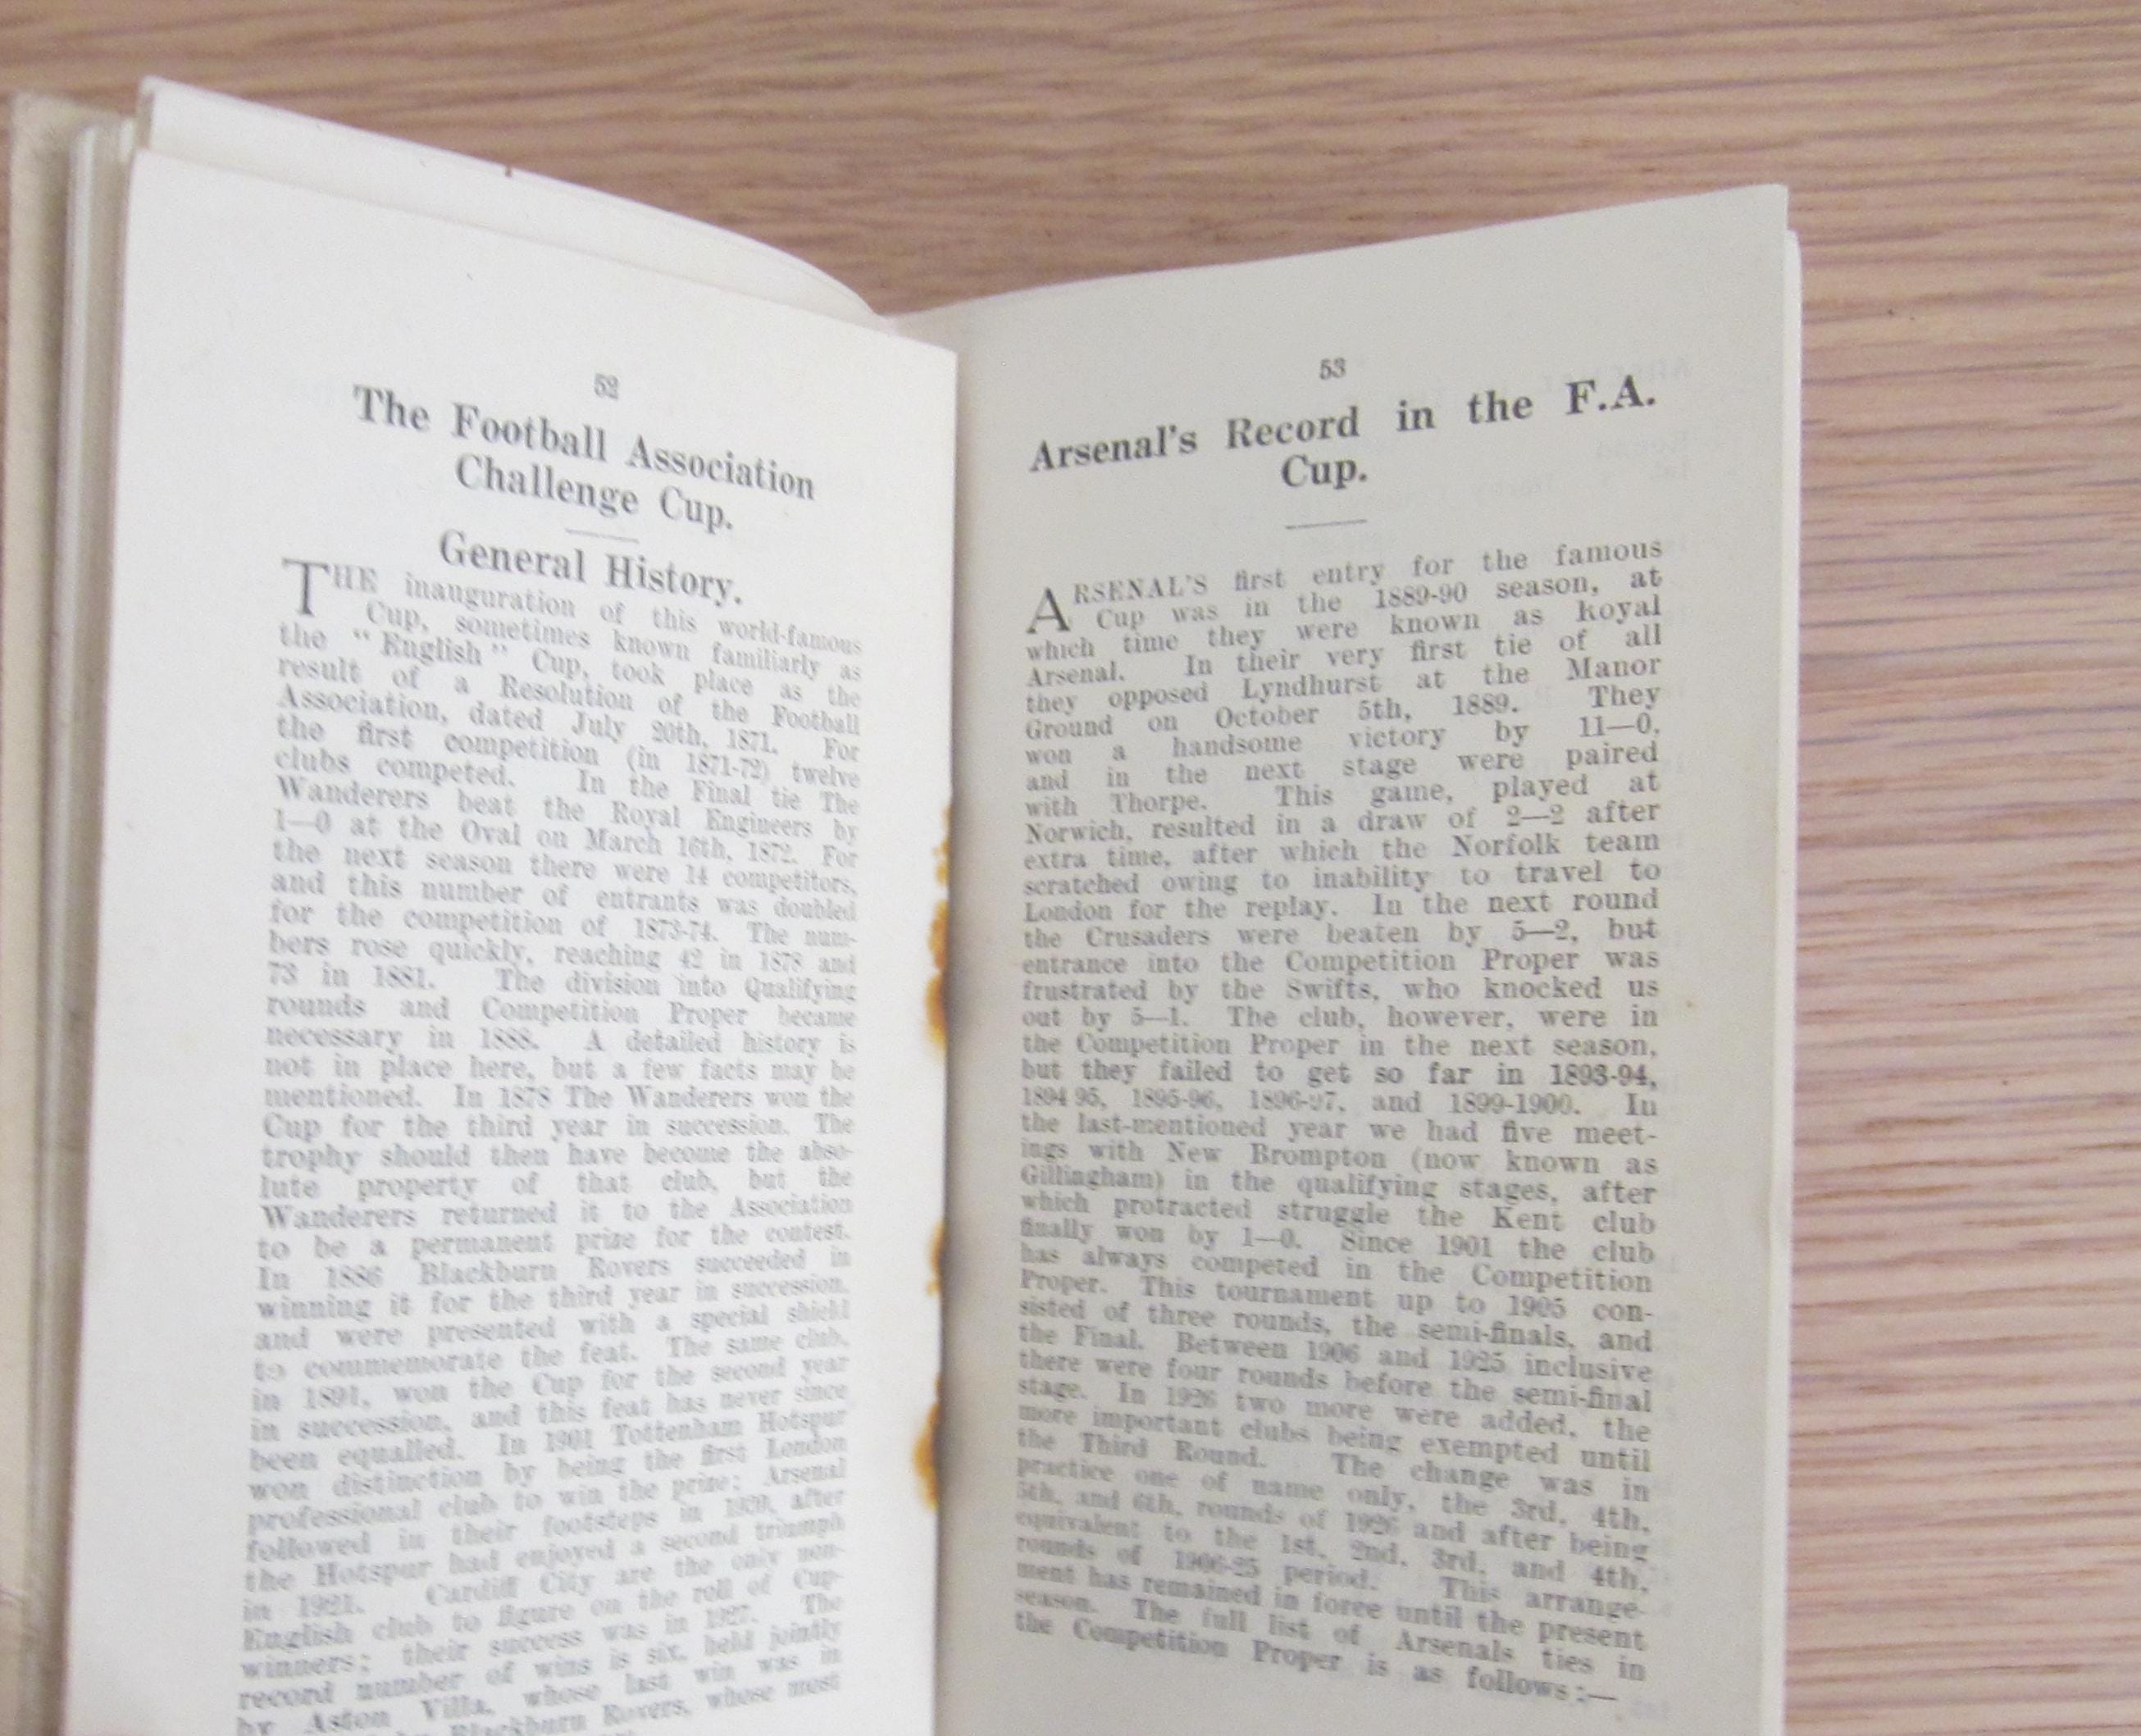 52
The Football Association
Challenge Cup.
General History.
THE inauguration of this world-famous
Cup, sometimes known familiarly as
the "English" Cup, took place as the
result of a Resolution of the Football
Association, dated July 20th, 1871. For
the first competition (in 1871-72) twelve
clubs competed. In the Final tie The
Wanderers beat the Royal Engineers by
1—0 at the Oval on March 16th, 1872. For
the next season there were 14 competitors,
and this number of entrants was doubled
for the competition of 1873-74. The num-
bers rose quickly, reaching 42 in 1878 and
73 in 1881. The division into Qualifying
rounds and Competition Proper became
necessary in 1888. A detailed history is
not in place here, but a few facts may be
mentioned. In 1878 The Wanderers won the
Cup for the third year in succession. The
trophy should then have become the abso-
lute property of that club, but the
Wanderers returned it to the Association
to be a permanent prize for the contest.
In 1886 Blackburn Rovers succeeded in
winning it for the third year in succession,
and were presented with a special shield
to commemorate the feat. The same club,
in 1891, won the Cup for the second year
in succession, and this feat has never since
been equalled. In 1901 Tottenham Hotspur
won distinction by being the first London
professional club to win the prize; Arsenal
followed in their footsteps in after
the Hotspur had enjoyed a second triumph
in 1921. Cardiff City are the only non-
English club to figure on the roll of Cup-
winners; their success was in 1927. The
record number of wins is six, held jointly
by Aston Villa, whose last win was in
Blackburn Rovers, whose most
53
Arsenal's Record in the F.A.
Cup.
ARSENAL'S first entry for the famous
Cup was in the 1889-90 season, at
which time they were known as Royal
Arsenal. In their very first tie of all
they opposed Lyndhurst at the Manor
Ground on October 5th, 1889. They
won a handsome victory by 11—0,
and in the next stage were paired
with Thorpe. This game, played at
Norwich, resulted in a draw of 2—2 after
extra time, after which the Norfolk team
scratched owing to inability to travel to
London for the replay. In the next round
the Crusaders were beaten by 5—2, but
entrance into the Competition Proper was
frustrated by the Swifts, who knocked us
out by 5—1. The club, however, were in
the Competition Proper in the next season,
but they failed to get so far in 1893-94,
1894 95, 1895-96, 1896-97, and 1899-1900. In
the last-mentioned year we had five meet-
ings with New Brompton (now known as
Gillingham) in the qualifying stages, after
which protracted struggle the Kent club
finally won by 1—0. Since 1901 the club
has always competed in the Competition
Proper. This tournament up to 1905 con-
sisted of three rounds, the semi-finals, and
the Final. Between 1906 and 1925 inclusive
there were four rounds before the semi-final
stage. In 1926 two more were added, the
more important clubs being exempted until
the Third Round. The change was in
practice one of name only, the 3rd, 4th,
5th, and 6th, rounds of 1926 and after being
equivalent to the 1st, 2nd, 3rd, and 4th,
rounds of 1906-25 period. This arrange-
ment has remained in force until the present
season. The full list of Arsenals ties in
the Competition Proper is as follows:—